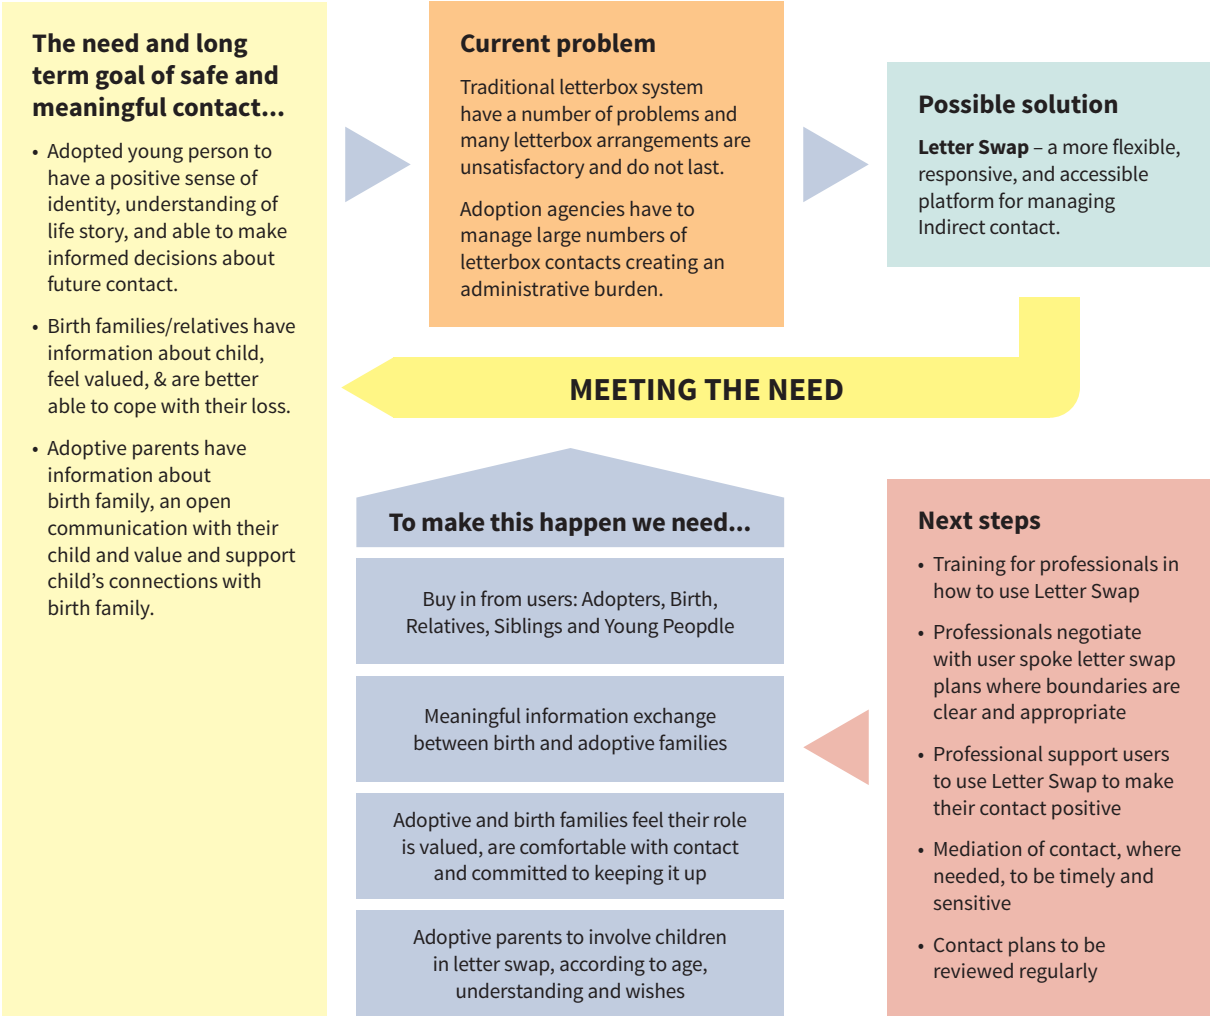 The need and long
term goal of safe and
meaningful contact...
• Adopted young person to
have a positive sense of
identity, understanding of
life story, and able to make
informed decisions about
future contact.
• Birth families/relatives have
information about child,
feel valued, & are better
able to cope with their loss.
• Adoptive parents have
information about
birth family, an open
communication with their
child and value and support
child's connections with
birth family.
Current problem
Traditional letterbox system
have a number of problems and
many letterbox arrangements are
unsatisfactory and do not last.
Adoption agencies have to
manage large numbers of
letterbox contacts creating an
administrative burden.
Possible solution
Letter Swap – a more flexible,
responsive, and accessible
platform for managing
Indirect contact.
MEETING THE NEED
To make this happen we need...
Buy in from users: Adopters, Birth,
Relatives, Siblings and Young Peopdle
Meaningful information exchange
between birth and adoptive families
Adoptive and birth families feel their role
is valued, are comfortable with contact
and committed to keeping it up
Adoptive parents to involve children
in letter swap, according to age,
understanding and wishes
Next steps
• Training for professionals in
how to use Letter Swap
• Professionals negotiate
with user spoke letter swap
plans where boundaries are
clear and appropriate
• Professional support users
to use Letter Swap to make
their contact positive
• Mediation of contact, where
needed, to be timely and
sensitive
• Contact plans to be
reviewed regularly